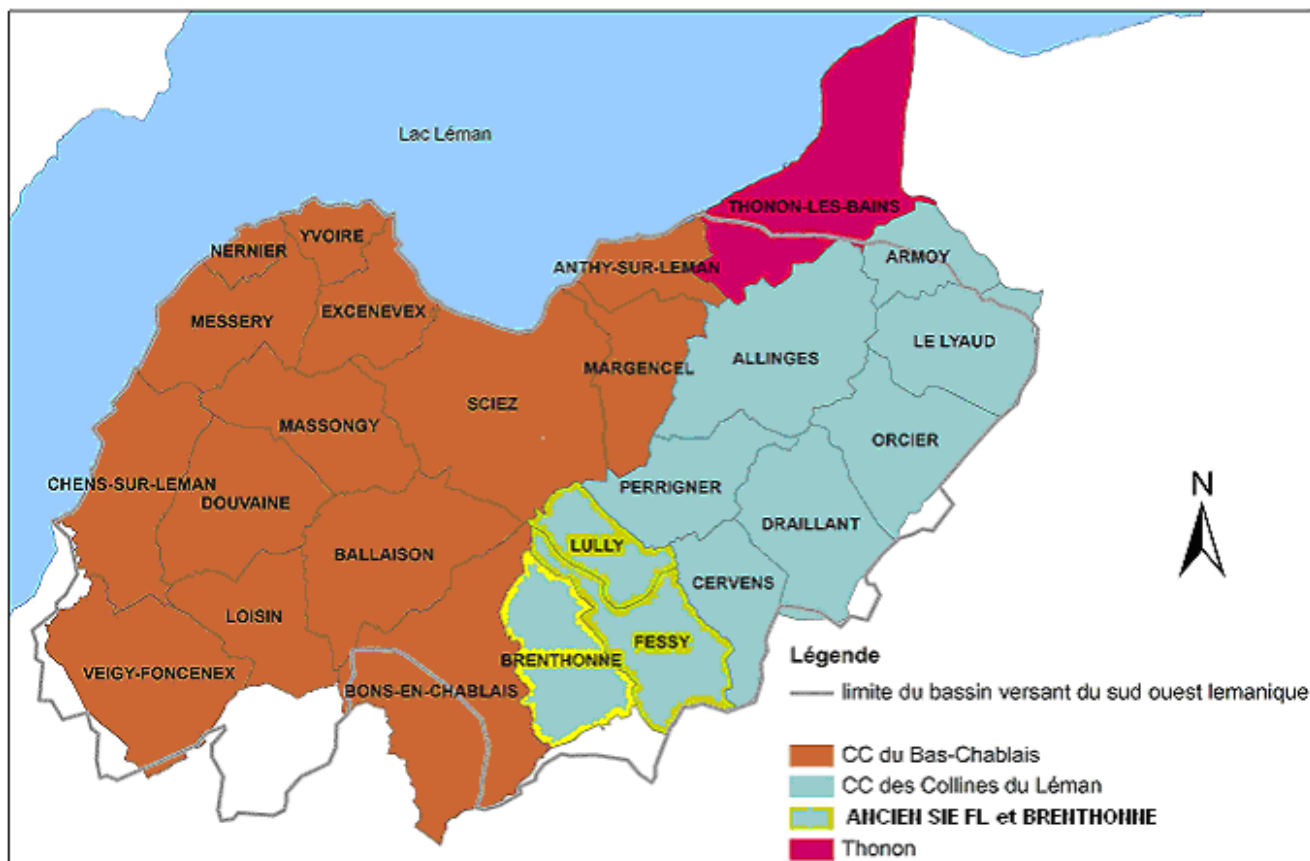 Lac Léman
THONON-LES-BAINS
YVOIRE
NERNIER
ARMOY
ANTHY-SUR-LEMAN
EXCENEVEX
MESSERY
LE LYAUD
ALLINGES
MARGENCEL
SCIEZ
MASSONGY
ORCIER
CHENS-SUR-LEMAN
PERRIGNER
DOUVAINE
DRAILLANT
LULLY
BALLAISON
CERVENS
LOISIN
FESSY
BRENTHONNE
VEIGY-FONCENEX
BONS-EN-CHABLAIS
N
Légende
limite du bassin versant du sud ouest lemanique
CC du Bas-Chablais
CC des Collines du Léman
ANCIEN SIE FL et BRENTHONNE
Thonon